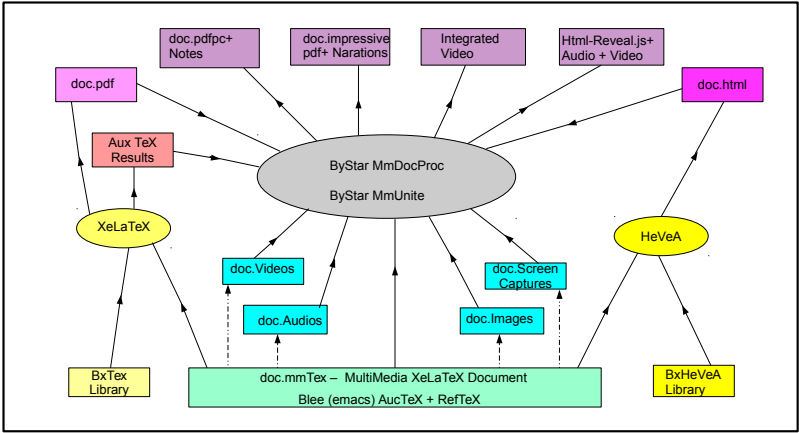 doc.pdfpc+
Notes
doc.impressive
pdf+ Narations
Integrated
Video
Html-Reveal.js+
Audio + Video
doc.pdf
doc.html
Aux TeX
Results
ByStar MmDocProc
ByStar MmUnite
XeLaTeX
HeVeA
doc.Videos
doc.Screen
Captures
doc.Audios
doc.Images
BxTex
Library
doc.mmTex – MultiMedia XeLaTeX Document
Blee (emacs) AucTeX + RefTeX
BxHeVeA
Library